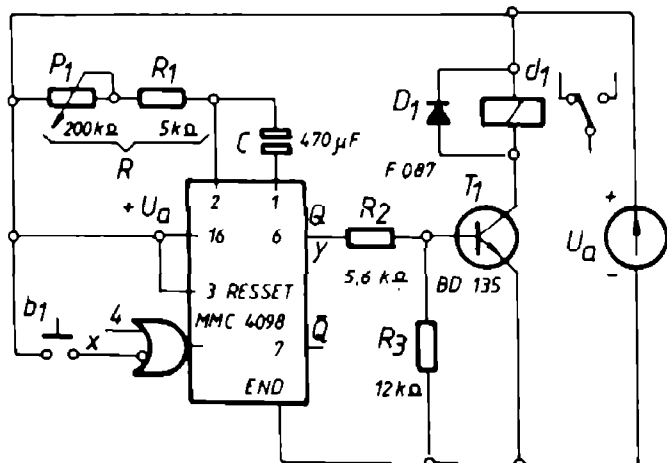 P1
R1
d1
D1
200kΩ
5kΩ
C
470µF
R
F 087
T1
+ Ua
2
1
Q
R2
+
16
6
Y
Ua
5,6 kΩ
BD 135
-
3 RESSET
b1
4
MMC 4098
Q̄
x
7
R3
END
12kΩ